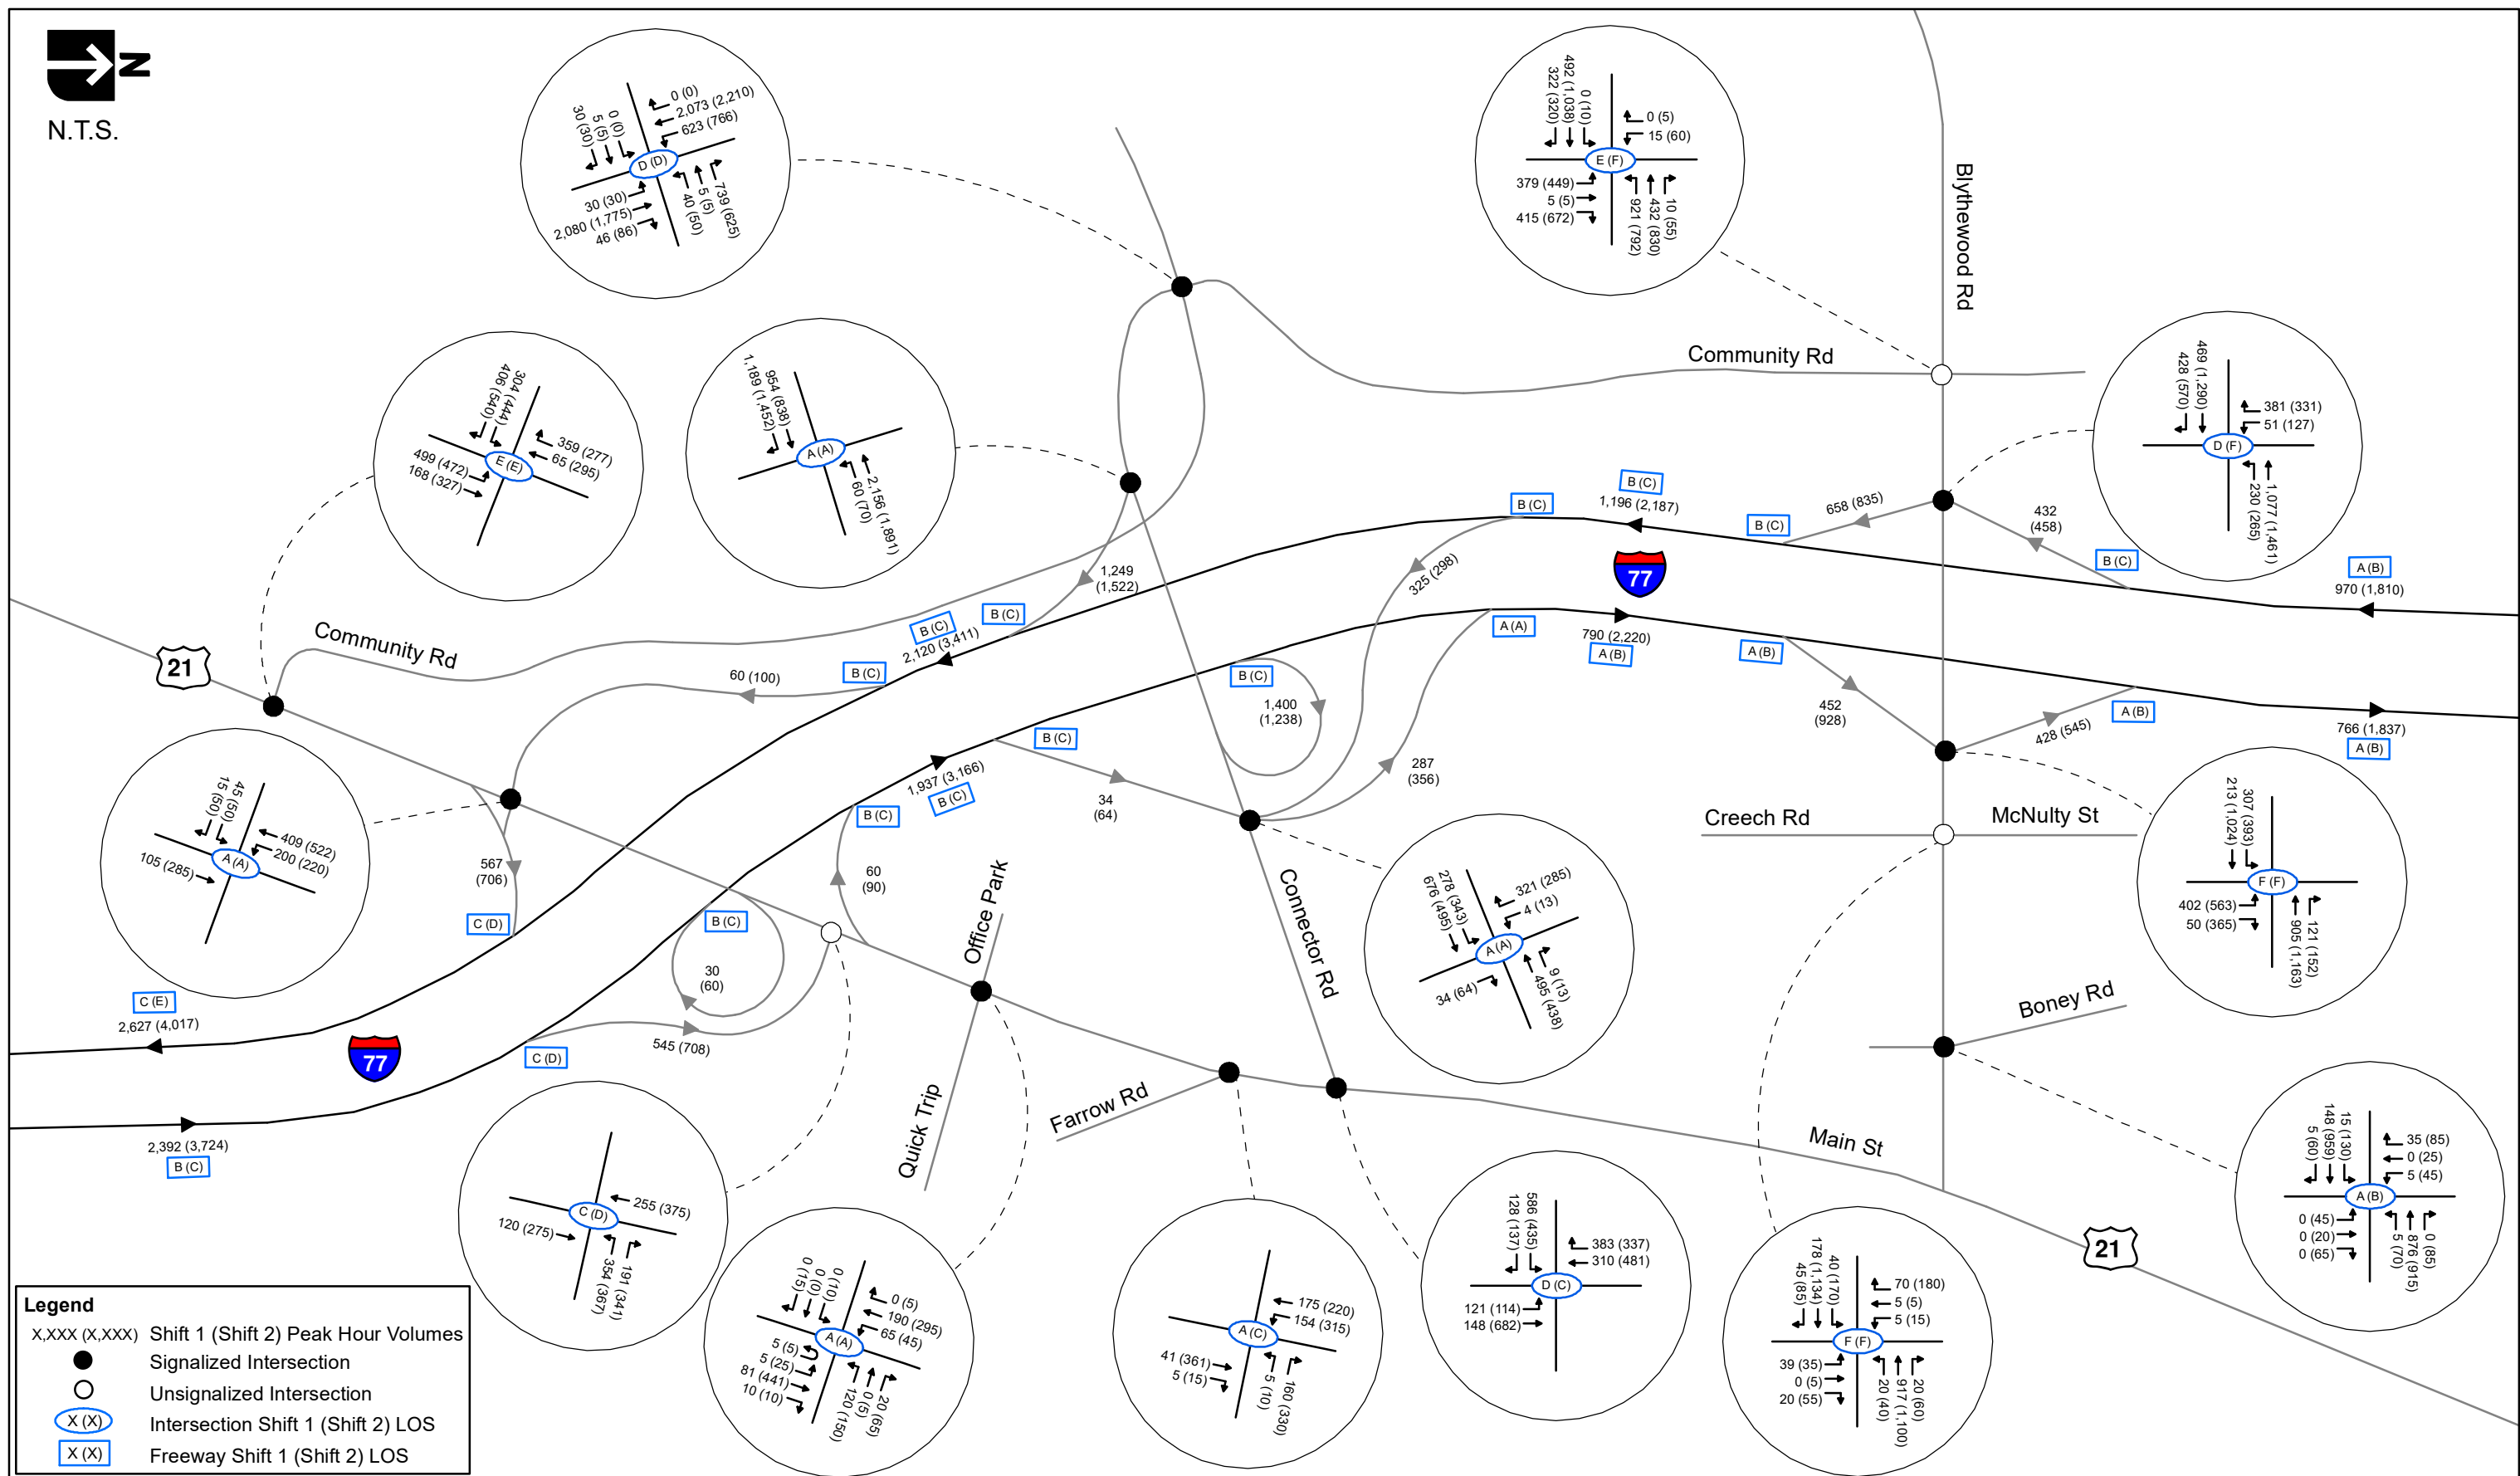 N
N.T.S.
0 (0)
2,073 (2,210)
623 (766)
30 (30)
5 (5)
0 (0)
D (D)
30 (30)
2,080 (1,775)
46 (86)
40 (50)
5 (5)
739 (625)
322 (320)
492 (1,038)
0 (10)
0 (5)
15 (60)
E (F)
379 (449)
5 (5)
415 (672)
921 (792)
432 (830)
10 (55)
Blythewood Rd
Community Rd
428 (570)
469 (1,290)
381 (331)
51 (127)
D (F)
230 (265)
1,077 (1,461)
406 (540)
304 (444)
359 (277)
65 (295)
E (E)
499 (472)
168 (327)
1,189 (1,452)
954 (838)
A (A)
60 (70)
2,156 (1,891)
B (C)
B (C)
1,196 (2,187)
B (C)
658 (835)
432
(458)
B (C)
A (B)
970 (1,810)
77
325 (298)
1,249
(1,522)
B (C)
B (C)
2,120 (3,411)
B (C)
60 (100)
A (A)
790 (2,220)
A (B)
A (B)
452
(928)
A (B)
428 (545)
766 (1,837)
A (B)
21
Community Rd
B (C)
1,400
(1,238)
B (C)
287
(356)
34
(64)
1,937 (3,166)
B (C)
B (C)
60
(90)
15 (50)
45 (50)
409 (522)
200 (220)
A (A)
105 (285)
567
(706)
C (D)
B (C)
30
(60)
545 (708)
C (D)
C (E)
2,627 (4,017)
77
2,392 (3,724)
B (C)
Office Park
Quick Trip
Farrow Rd
Connector Rd
Creech Rd
McNulty St
Boney Rd
Main St
21
676 (495)
278 (343)
321 (285)
4 (13)
A (A)
34 (64)
495 (438)
9 (13)
213 (1,024)
307 (393)
F (F)
402 (563)
50 (365)
905 (1,163)
121 (152)
5 (60)
148 (959)
15 (130)
35 (85)
0 (25)
5 (45)
A (B)
0 (45)
0 (20)
0 (65)
5 (70)
876 (915)
0 (85)
255 (375)
C (D)
120 (275)
354 (367)
191 (341)
0 (15)
0 (0)
0 (10)
0 (5)
190 (295)
65 (45)
A (A)
5 (5)
5 (25)
81 (441)
10 (10)
120 (150)
0 (5)
20 (65)
175 (220)
154 (315)
A (C)
41 (361)
5 (15)
5 (10)
160 (330)
128 (137)
586 (435)
383 (337)
310 (481)
D (C)
121 (114)
148 (682)
45 (85)
178 (1,134)
40 (170)
70 (180)
5 (5)
5 (15)
F (F)
39 (35)
0 (5)
20 (55)
20 (40)
917 (1,100)
20 (60)
Legend
X,XXX (X,XXX) Shift 1 (Shift 2) Peak Hour Volumes
Signalized Intersection
Unsignalized Intersection
X (X) Intersection Shift 1 (Shift 2) LOS
X (X) Freeway Shift 1 (Shift 2) LOS